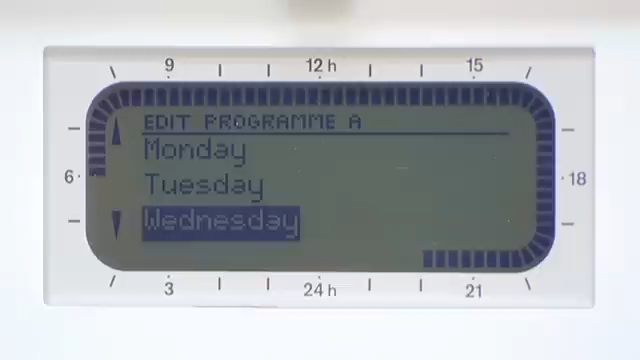 9 12 h 15
EDIT PROGRAMME A
Monday
6 Tuesday 18
Wednesday
3 24 h 21